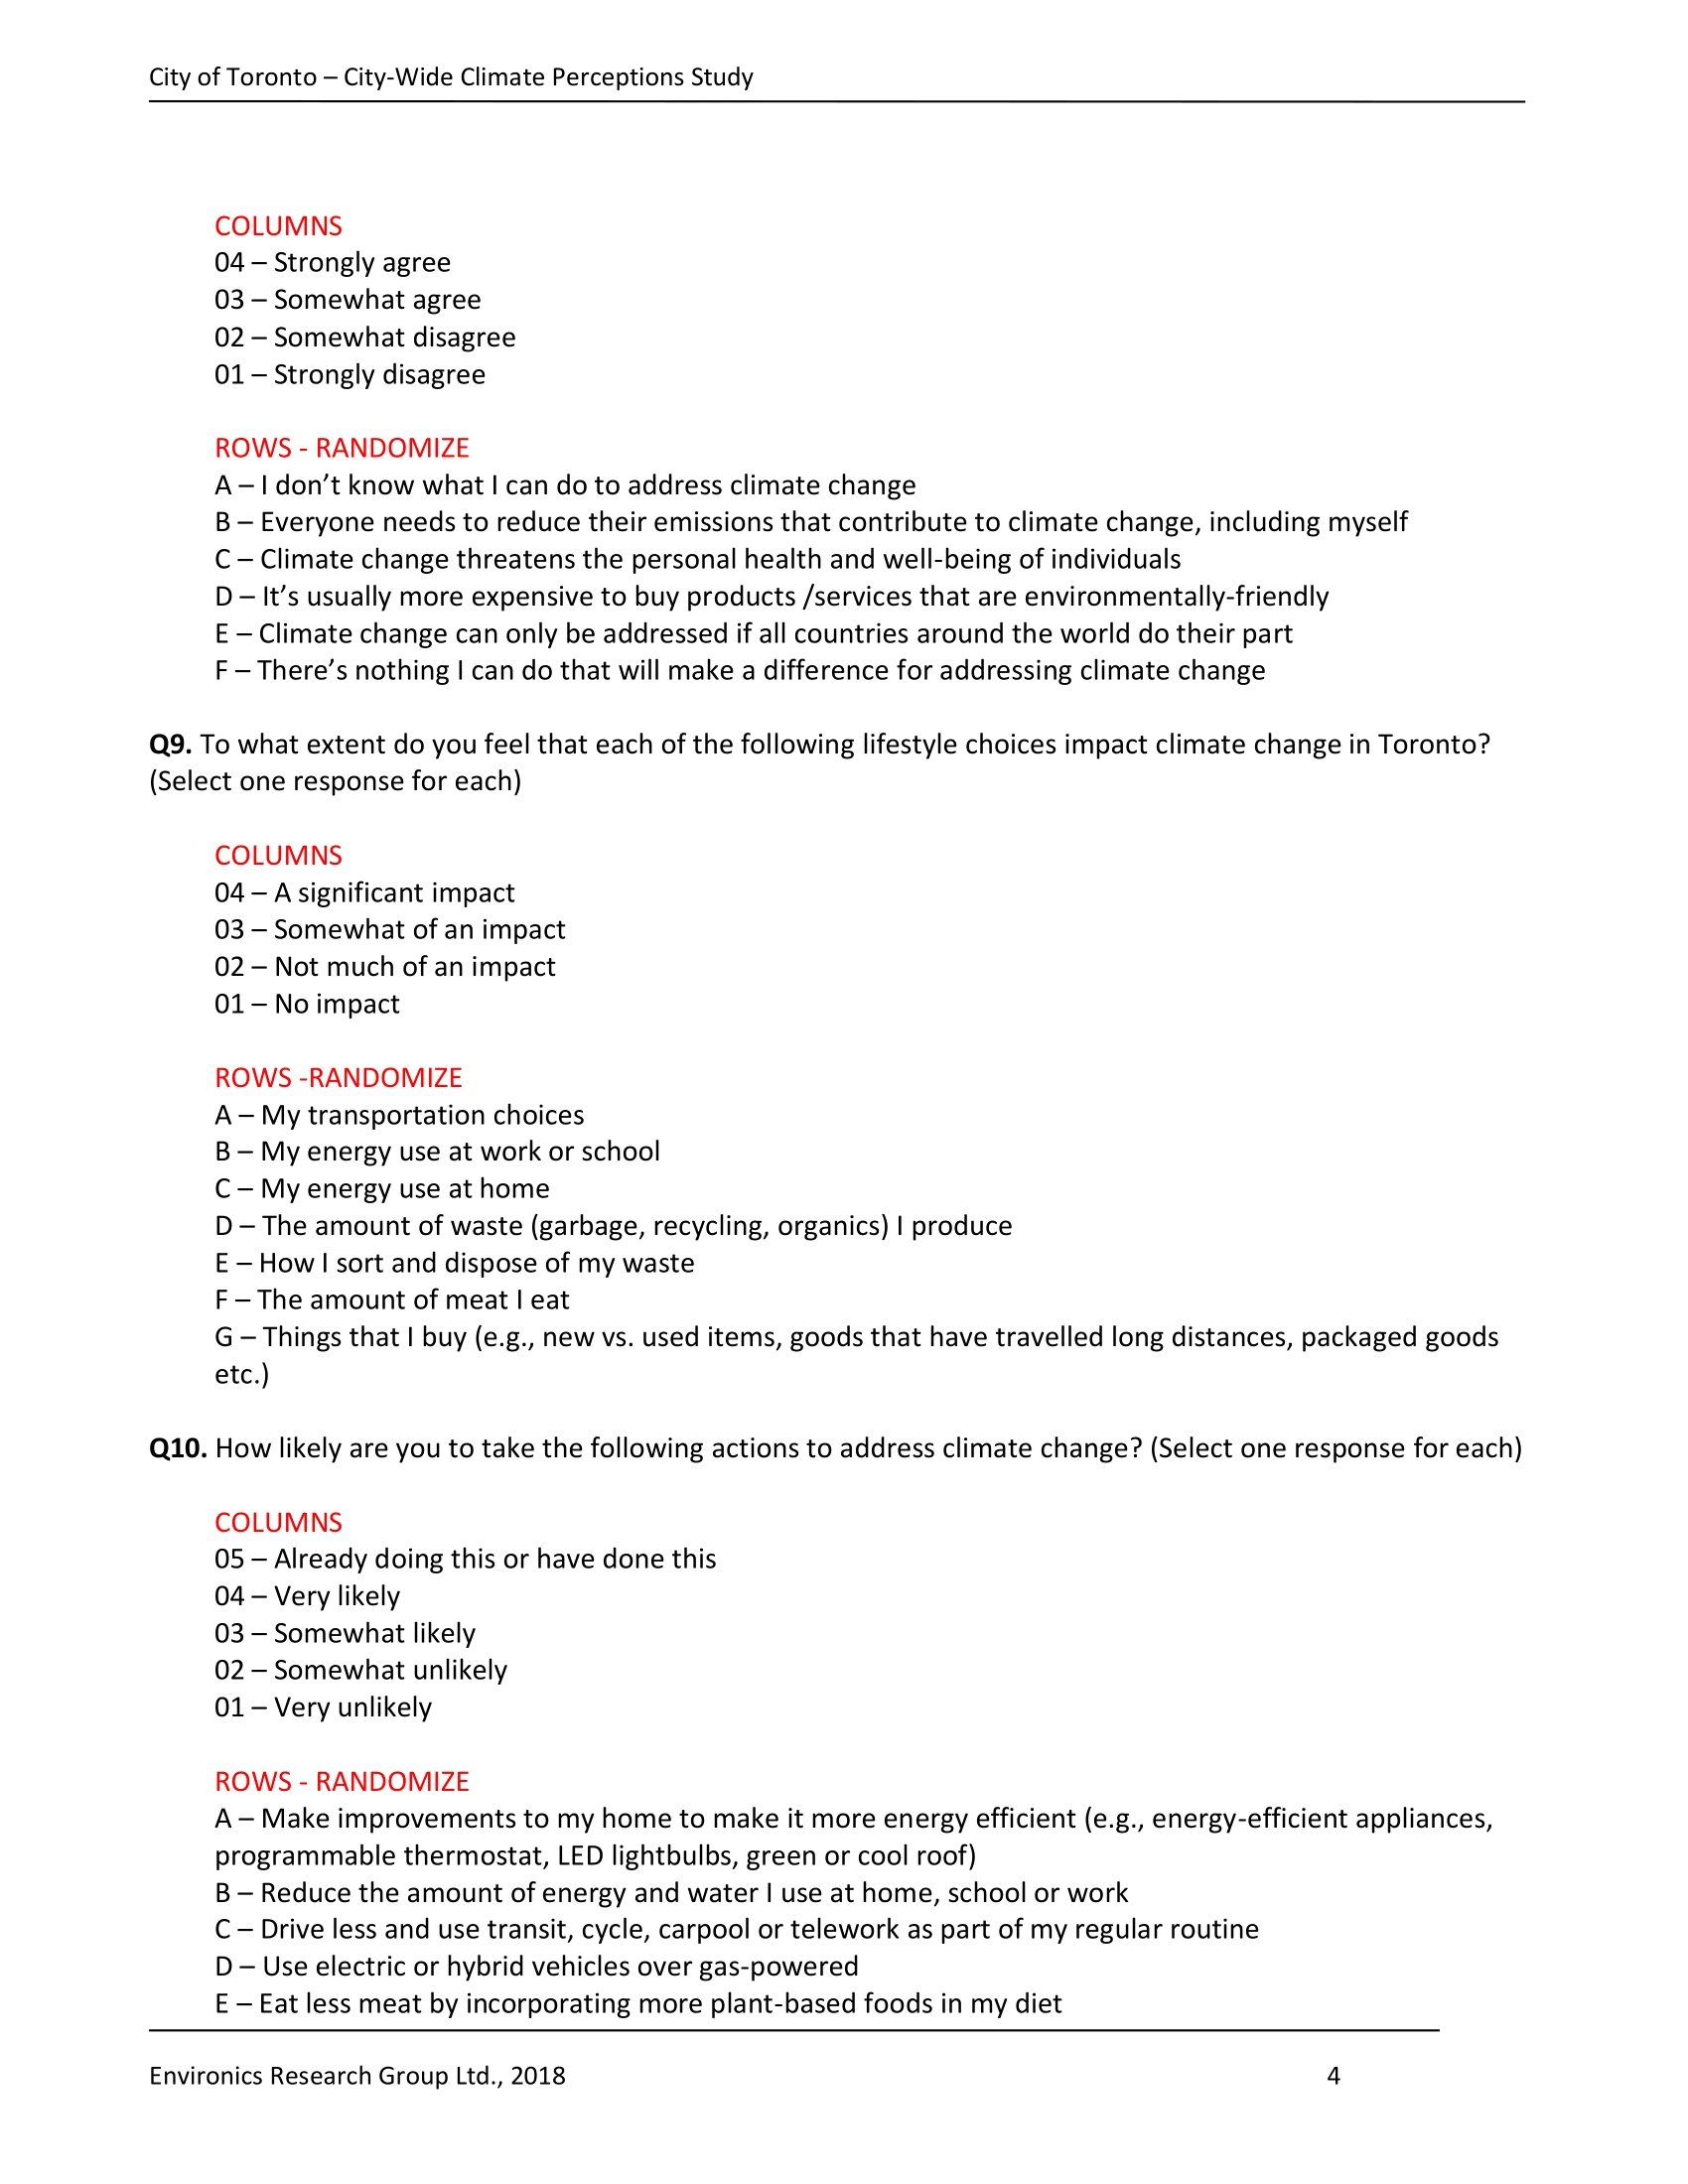 City of Toronto – City-Wide Climate Perceptions Study
COLUMNS
04 – Strongly agree
03 – Somewhat agree
02 – Somewhat disagree
01 – Strongly disagree
ROWS - RANDOMIZE
A – I don’t know what I can do to address climate change
B – Everyone needs to reduce their emissions that contribute to climate change, including myself
C – Climate change threatens the personal health and well-being of individuals
D – It’s usually more expensive to buy products /services that are environmentally-friendly
E – Climate change can only be addressed if all countries around the world do their part
F – There’s nothing I can do that will make a difference for addressing climate change
Q9. To what extent do you feel that each of the following lifestyle choices impact climate change in Toronto?
(Select one response for each)
COLUMNS
04 – A significant impact
03 – Somewhat of an impact
02 – Not much of an impact
01 – No impact
ROWS -RANDOMIZE
A – My transportation choices
B – My energy use at work or school
C – My energy use at home
D – The amount of waste (garbage, recycling, organics) I produce
E – How I sort and dispose of my waste
F – The amount of meat I eat
G – Things that I buy (e.g., new vs. used items, goods that have travelled long distances, packaged goods
etc.)
Q10. How likely are you to take the following actions to address climate change? (Select one response for each)
COLUMNS
05 – Already doing this or have done this
04 – Very likely
03 – Somewhat likely
02 – Somewhat unlikely
01 – Very unlikely
ROWS - RANDOMIZE
A – Make improvements to my home to make it more energy efficient (e.g., energy-efficient appliances,
programmable thermostat, LED lightbulbs, green or cool roof)
B – Reduce the amount of energy and water I use at home, school or work
C – Drive less and use transit, cycle, carpool or telework as part of my regular routine
D – Use electric or hybrid vehicles over gas-powered
E – Eat less meat by incorporating more plant-based foods in my diet
Environics Research Group Ltd., 2018 4